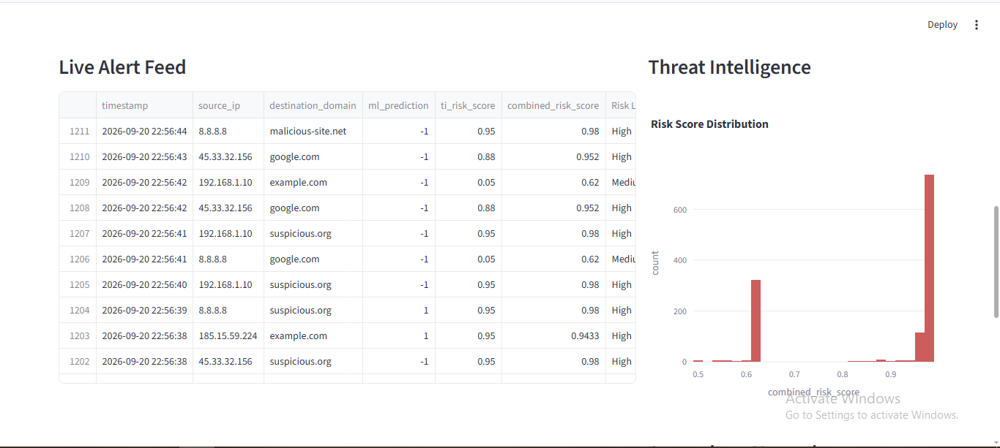 Deploy
Live Alert Feed
Threat Intelligence
timestamp source_ip destination_domain ml_prediction ti_risk_score combined_risk_score Risk L
1211 2026-09-20 22:56:44 8.8.8.8 malicious-site.net -1 0.95 0.98 High
1210 2026-09-20 22:56:43 45.33.32.156 google.com -1 0.88 0.952 High
1209 2026-09-20 22:56:42 192.168.1.10 example.com -1 0.05 0.62 Mediu
1208 2026-09-20 22:56:42 45.33.32.156 google.com -1 0.88 0.952 High
1207 2026-09-20 22:56:41 192.168.1.10 suspicious.org -1 0.95 0.98 High
1206 2026-09-20 22:56:41 8.8.8.8 google.com -1 0.05 0.62 Mediu
1205 2026-09-20 22:56:40 192.168.1.10 suspicious.org -1 0.95 0.98 High
1204 2026-09-20 22:56:39 8.8.8.8 suspicious.org 1 0.95 0.98 High
1203 2026-09-20 22:56:38 185.15.59.224 example.com 1 0.95 0.9433 High
1202 2026-09-20 22:56:38 45.33.32.156 suspicious.org -1 0.95 0.98 High
Risk Score Distribution
count
600
400
200
0
0.5 0.6 0.7 0.8 0.9
combined_risk_score
Activate Windows
Go to Settings to activate Windows.